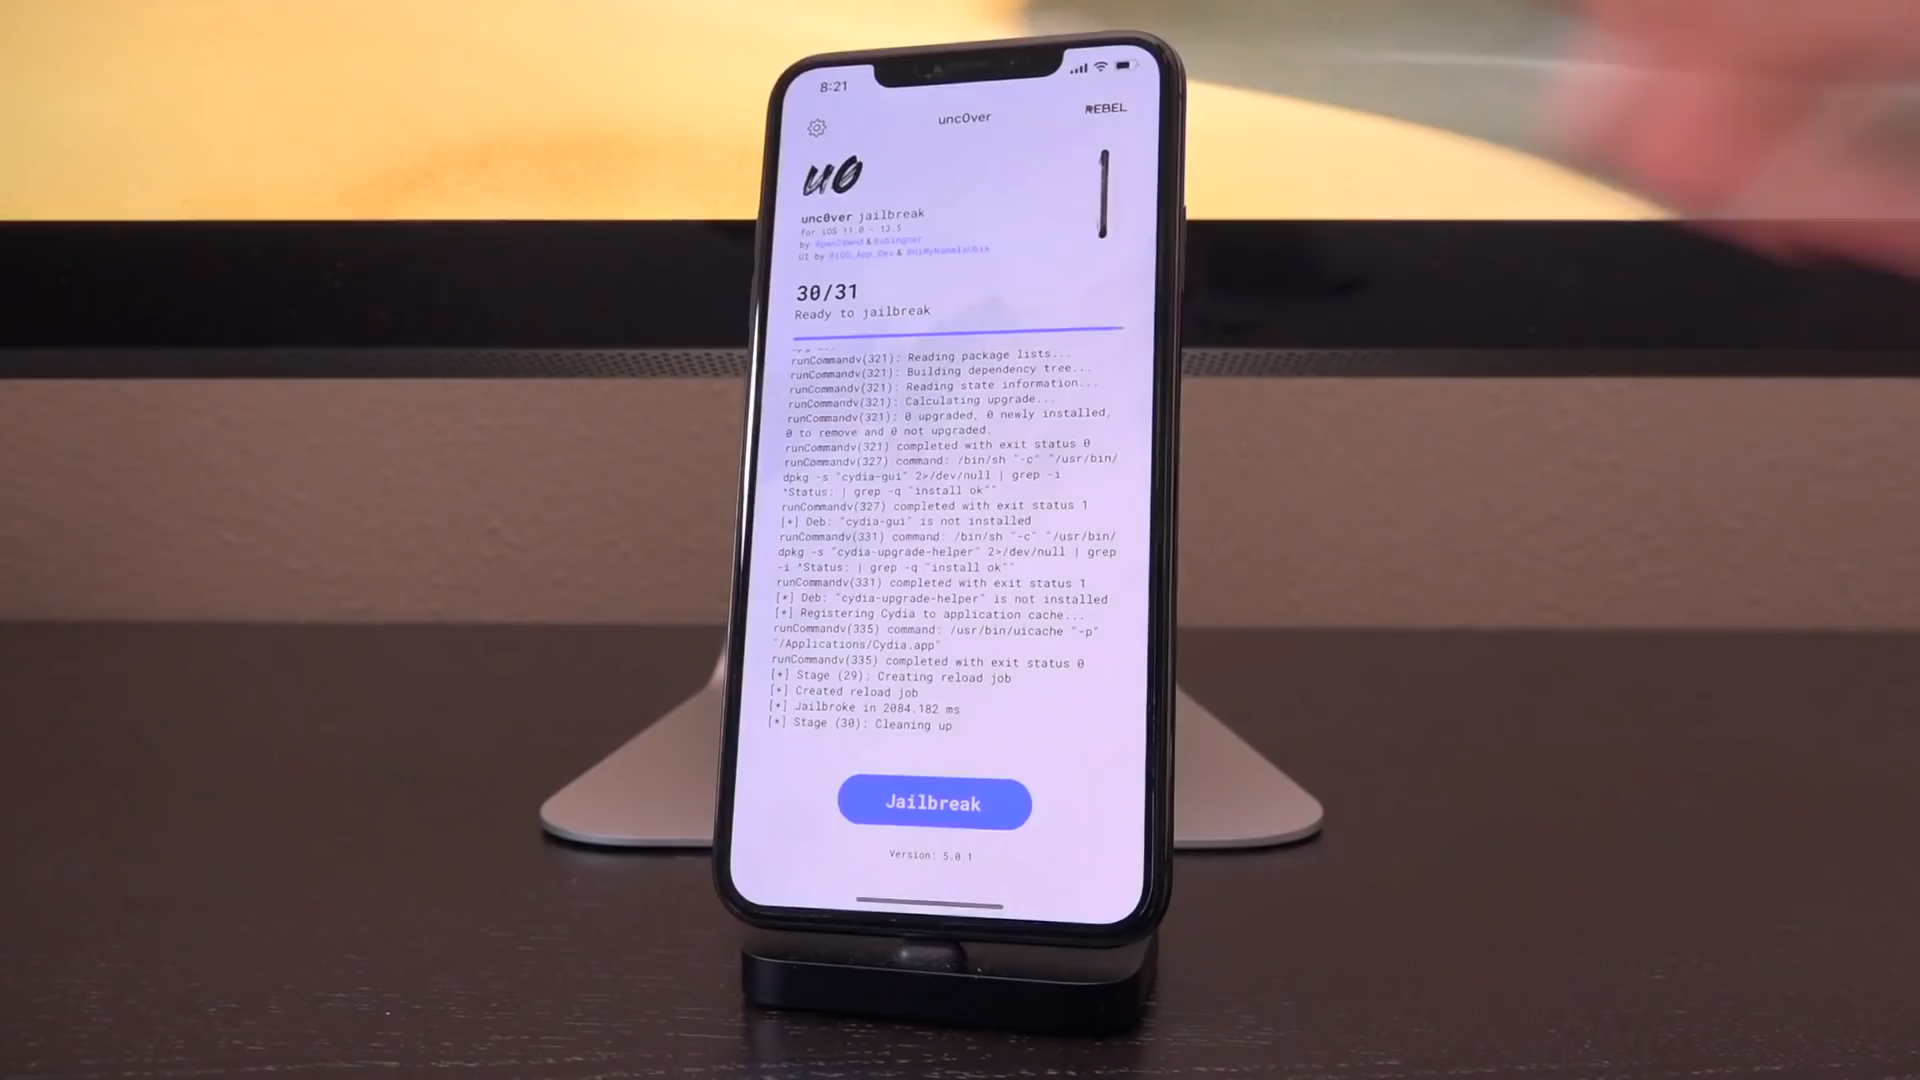 8:21
unc0ver
REBEL
u0
unc0ver jailbreak
for iOS 11.0 - 13.5
by @pwn20wnd & @sbingner
UI by @iOS_App_Dev & @HiMyNameIsUbik
30/31
Ready to jailbreak
runCommandv(321): Reading package lists...
runCommandv(321): Building dependency tree...
runCommandv(321): Reading state information...
runCommandv(321): Calculating upgrade...
runCommandv(321): 0 upgraded, 0 newly installed,
0 to remove and 0 not upgraded.
runCommandv(321) completed with exit status 0
runCommandv(327) command: /bin/sh "-c" "/usr/bin/
dpkg -s "cydia-gui" 2>/dev/null | grep -i
^Status: | grep -q "install ok""
runCommandv(327) completed with exit status 1
[*] Deb: "cydia-gui" is not installed
runCommandv(331) command: /bin/sh "-c" "/usr/bin/
dpkg -s "cydia-upgrade-helper" 2>/dev/null | grep
-i ^Status: | grep -q "install ok""
runCommandv(331) completed with exit status 1
[*] Deb: "cydia-upgrade-helper" is not installed
[*] Registering Cydia to application cache...
runCommandv(335) command: /usr/bin/uicache "-p"
"/Applications/Cydia.app"
runCommandv(335) completed with exit status 0
[*] Stage (29): Creating reload job
[*] Created reload job
[*] Jailbroke in 2084.182 ms
[*] Stage (30): Cleaning up
Jailbreak
Version: 5.0.1